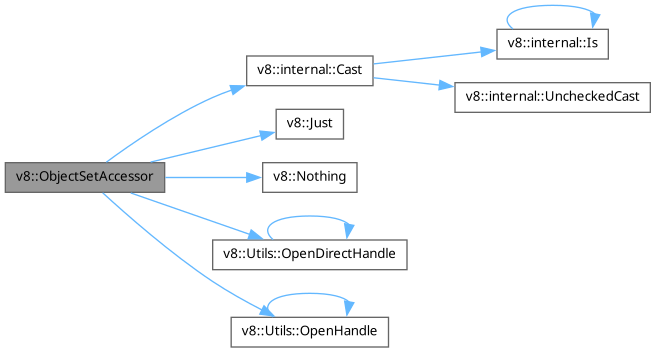 v8::internal::Is
v8::internal::Cast
v8::internal::UncheckedCast
v8::Just
v8::ObjectSetAccessor
v8::Nothing
v8::Utils::OpenDirectHandle
v8::Utils::OpenHandle